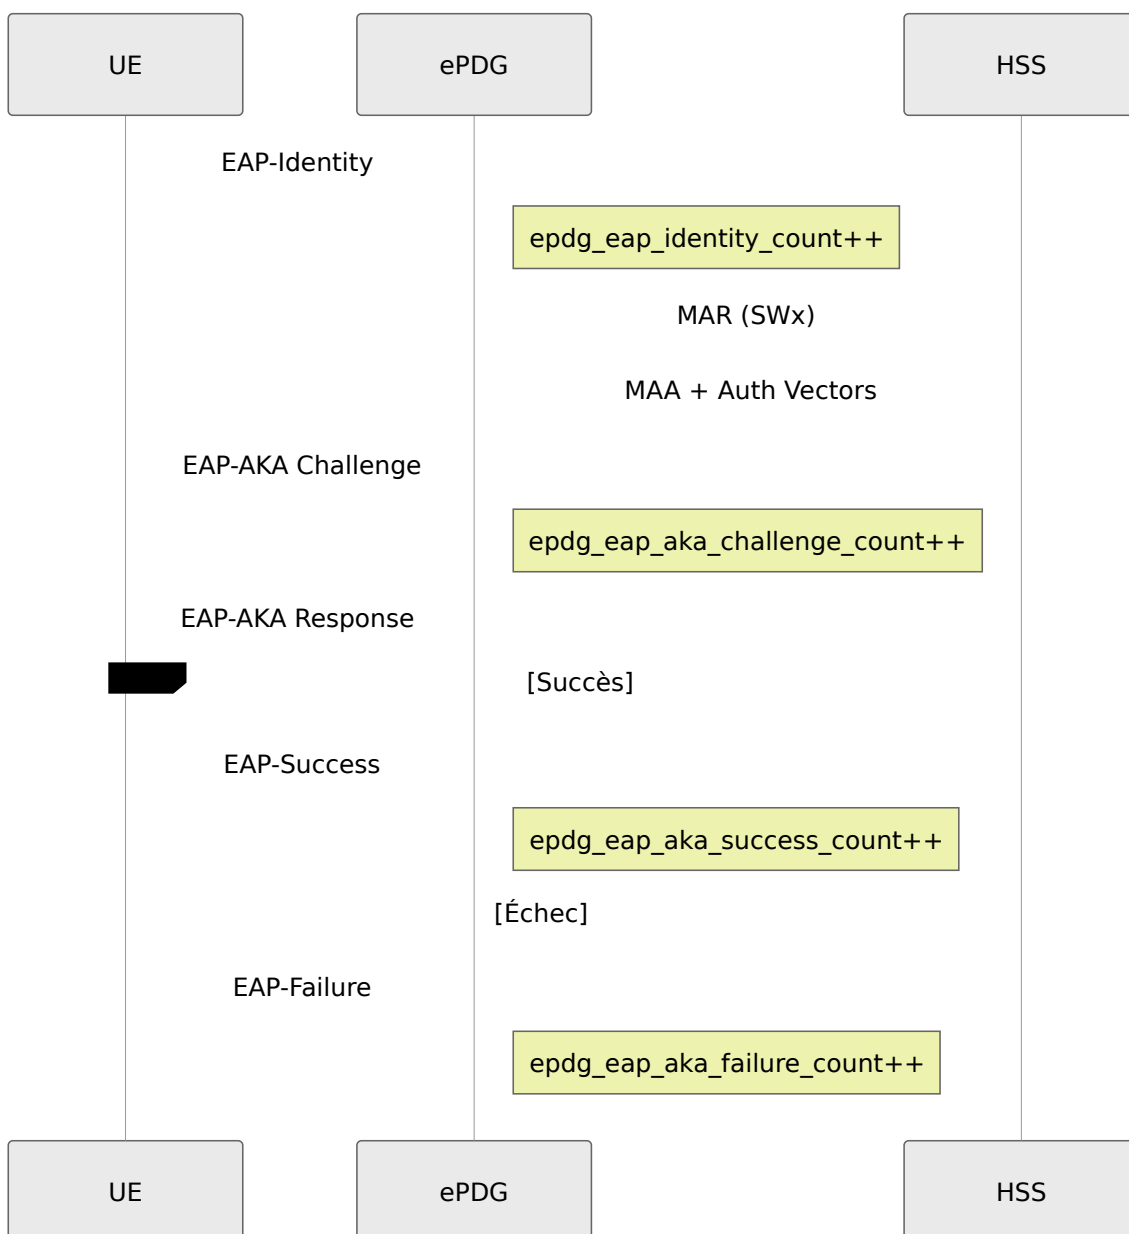 UE
ePDG
HSS
EAP-Identity
epdg_eap_identity_count++
MAR (SWx)
MAA + Auth Vectors
EAP-AKA Challenge
epdg_eap_aka_challenge_count++
EAP-AKA Response
[Succès]
EAP-Success
epdg_eap_aka_success_count++
[Échec]
EAP-Failure
epdg_eap_aka_failure_count++
UE
ePDG
HSS